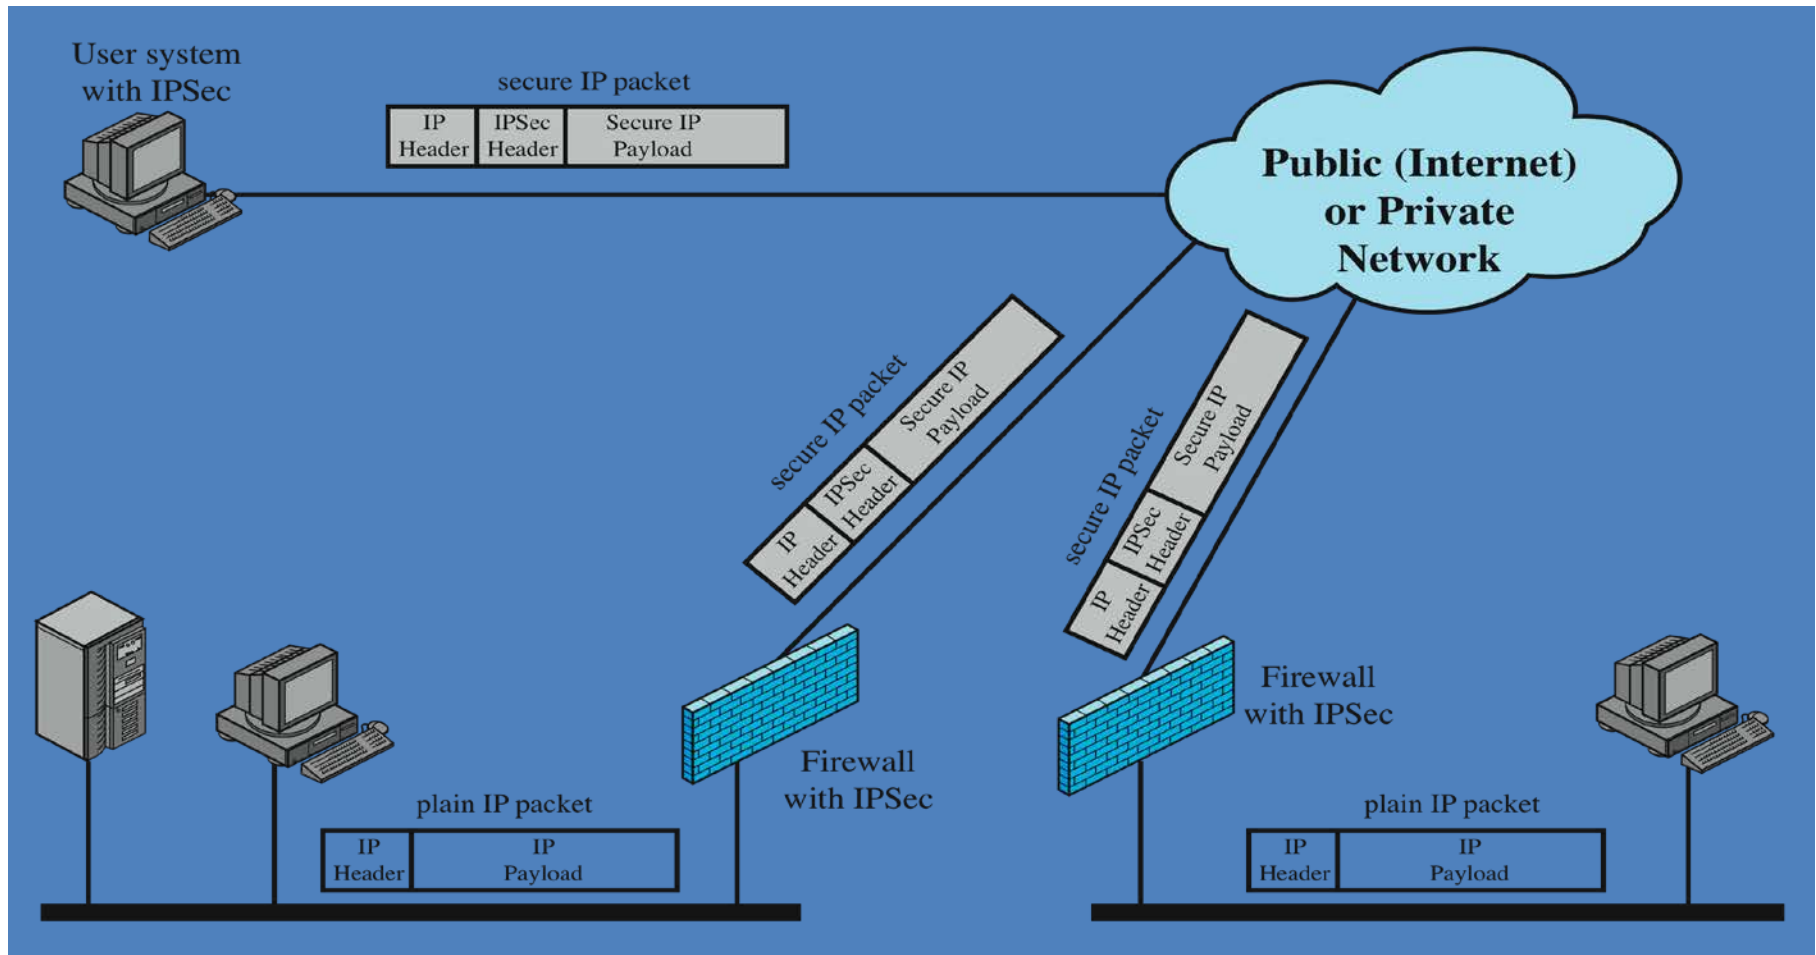 User system
with IPSec
secure IP packet
IP
Header
IPSec
Header
Secure IP
Payload
Public (Internet)
or Private
Network
secure IP packet
IP
Header
IPSec
Header
Secure IP
Payload
secure IP packet
IP
Header
IPSec
Header
Secure IP
Payload
Firewall
with IPSec
Firewall
with IPSec
plain IP packet
IP
Header
IP
Payload
plain IP packet
IP
Header
IP
Payload